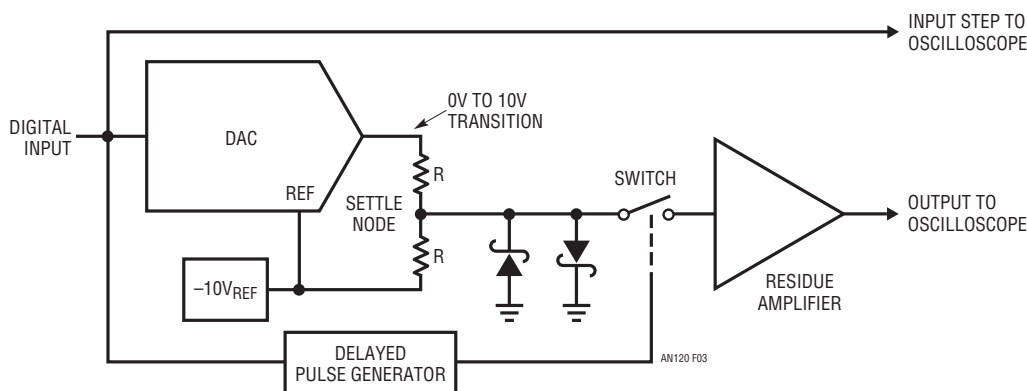 INPUT STEP TO
OSCILLOSCOPE
0V TO 10V
TRANSITION
DIGITAL
INPUT
DAC
REF
R
SETTLE
NODE
R
SWITCH
OUTPUT TO
OSCILLOSCOPE
–10VREF
RESIDUE
AMPLIFIER
DELAYED
PULSE GENERATOR
AN120 F03